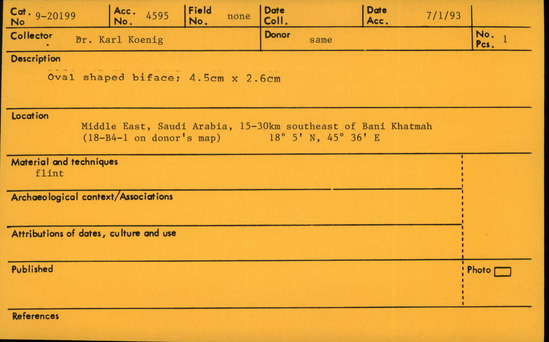 Cat. No 9-20199 Acc. No. 4595 Field No. none Date Coll. Date Acc. 7/1/93
Collector Dr. Karl Koenig Donor same No. Pcs. 1
Description
Oval shaped biface; 4.5cm x 2.6cm
Location
Middle East, Saudi Arabia, 15-30km southeast of Bani Khatmah
(18-B4-1 on donor's map) 18° 5' N, 45° 36' E
Material and techniques
flint
Archaeological context/Associations
Attributions of dates, culture and use
Published Photo
References